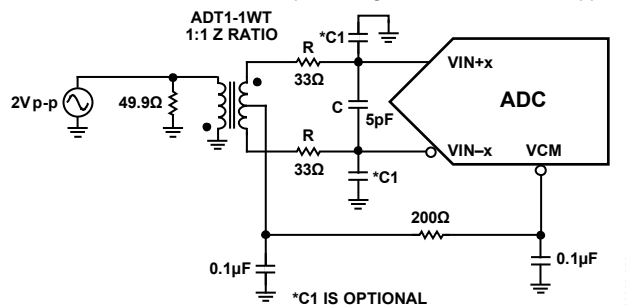 ADT1-1WT
1:1 Z RATIO
*C1
R
33Ω
VIN+x
2V p-p
49.9Ω
C
5pF
ADC
R
33Ω
VIN–x
VCM
*C1
200Ω
0.1µF
0.1µF
*C1 IS OPTIONAL